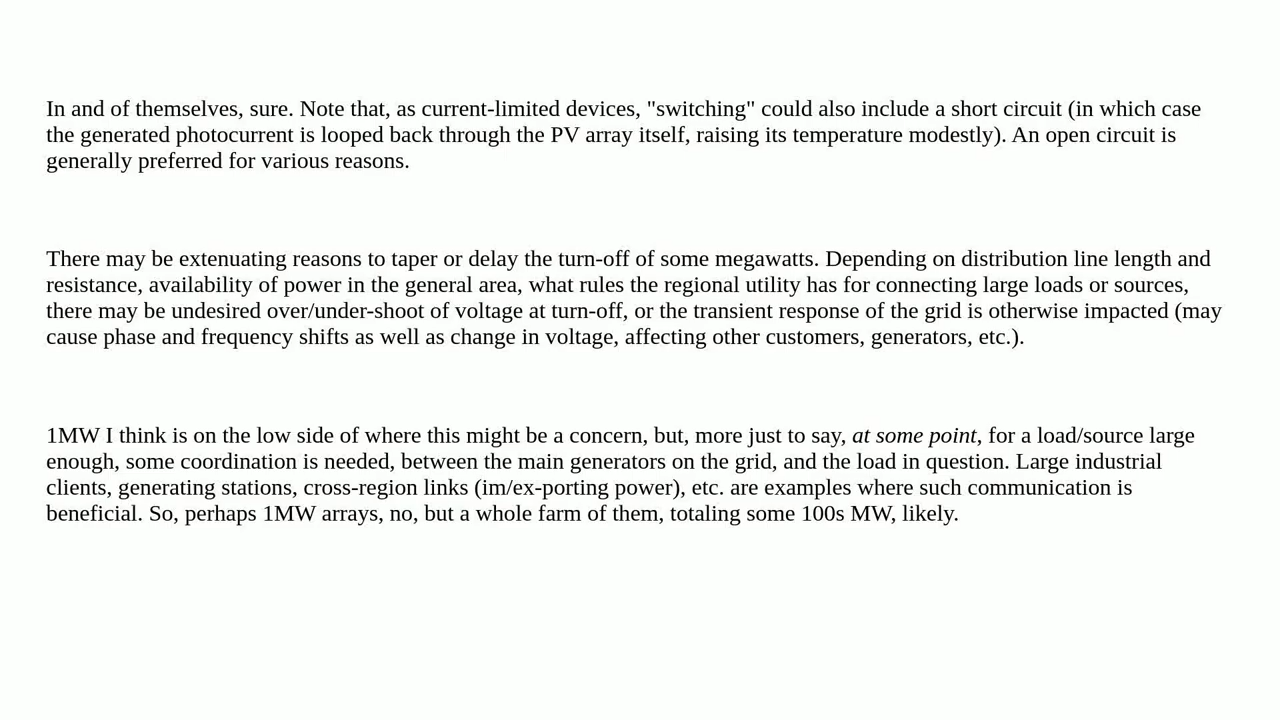 In and of themselves, sure. Note that, as current-limited devices, "switching" could also include a short circuit (in which case
the generated photocurrent is looped back through the PV array itself, raising its temperature modestly). An open circuit is
generally preferred for various reasons.
There may be extenuating reasons to taper or delay the turn-off of some megawatts. Depending on distribution line length and
resistance, availability of power in the general area, what rules the regional utility has for connecting large loads or sources,
there may be undesired over/under-shoot of voltage at turn-off, or the transient response of the grid is otherwise impacted (may
cause phase and frequency shifts as well as change in voltage, affecting other customers, generators, etc.).
1MW I think is on the low side of where this might be a concern, but, more just to say, at some point, for a load/source large
enough, some coordination is needed, between the main generators on the grid, and the load in question. Large industrial
clients, generating stations, cross-region links (im/ex-porting power), etc. are examples where such communication is
beneficial. So, perhaps 1MW arrays, no, but a whole farm of them, totaling some 100s MW, likely.